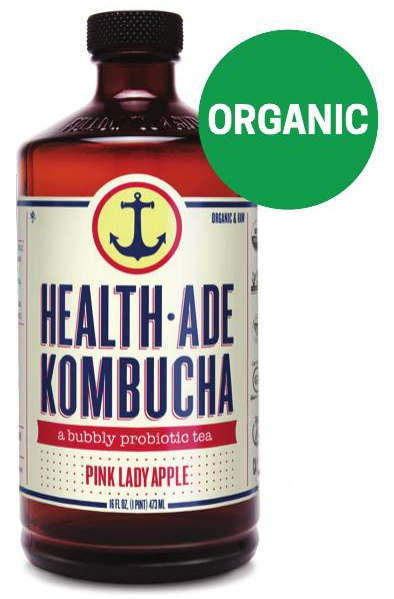 ORGANIC
ORGANIC & RAW
HEALTH·ADE
KOMBUCHA
a bubbly probiotic tea
PINK LADY APPLE
16 FL OZ, (1 PINT) 473 ML